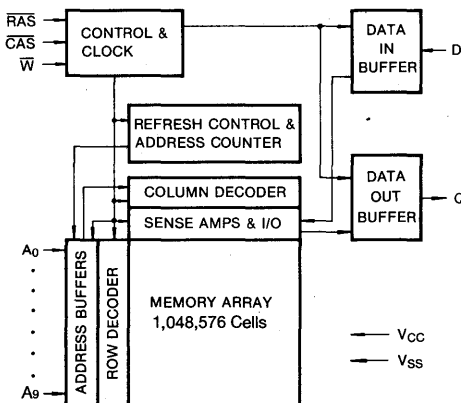 RAS
CAS
W
CONTROL &
CLOCK
DATA
IN
BUFFER
D
REFRESH CONTROL &
ADDRESS COUNTER
COLUMN DECODER
SENSE AMPS & I/O
DATA
OUT
BUFFER
Q
A0
A9
ADDRESS BUFFERS
ROW DECODER
MEMORY ARRAY
1,048,576 Cells
VCC
VSS